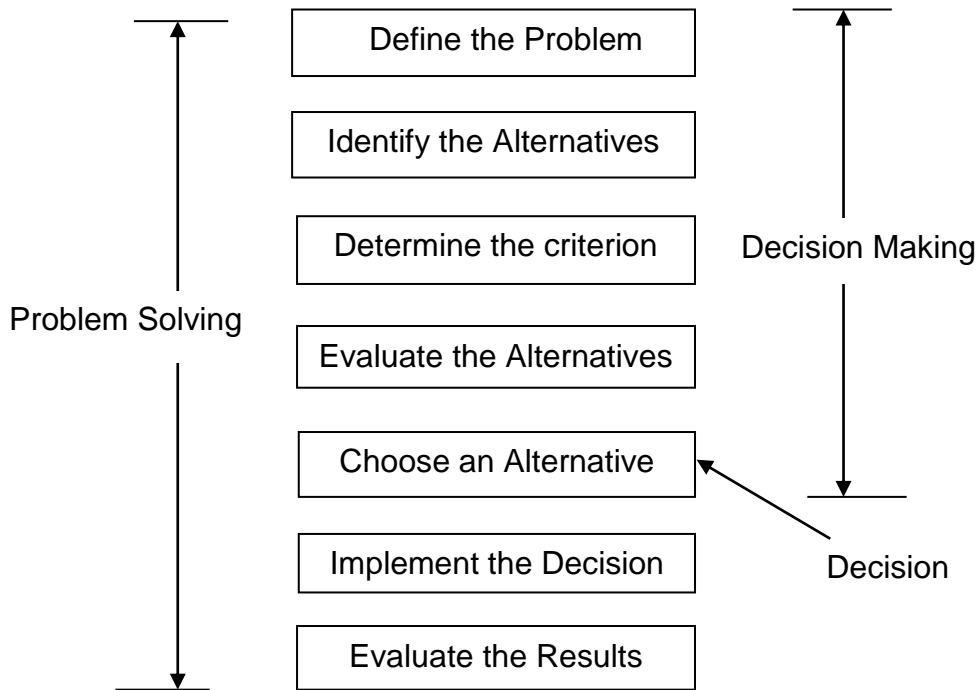 Define the Problem
Identify the Alternatives
Determine the criterion
Decision Making
Problem Solving
Evaluate the Alternatives
Choose an Alternative
Implement the Decision
Decision
Evaluate the Results